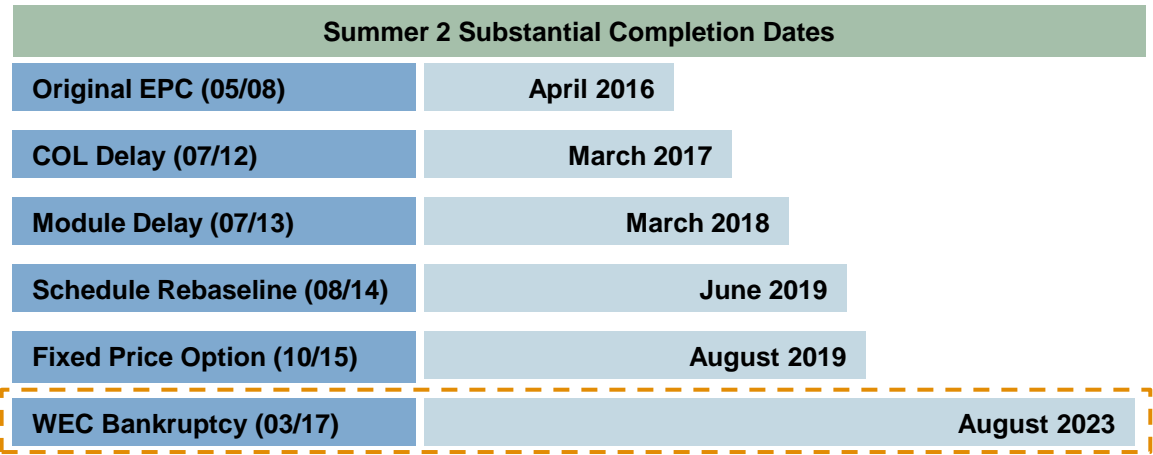 Summer 2 Substantial Completion Dates
Original EPC (05/08) April 2016
COL Delay (07/12) March 2017
Module Delay (07/13) March 2018
Schedule Rebaseline (08/14) June 2019
Fixed Price Option (10/15) August 2019
WEC Bankruptcy (03/17) August 2023